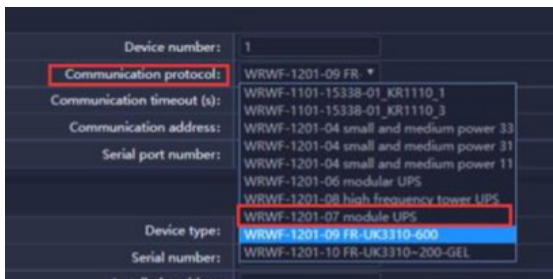 Device number: 1
Communication protocol: WRWF-1201-09 FR-
Communication timeout (s):
Communication address:
Serial port number:
WRWF-1101-15338-01_KR1110_1
WRWF-1101-15338-01_KR1110_3
WRWF-1201-04 small and medium power 33
WRWF-1201-04 small and medium power 31
WRWF-1201-04 small and medium power 11
WRWF-1201-06 modular UPS
WRWF-1201-08 high frequency tower UPS
WRWF-1201-07 module UPS
WRWF-1201-09 FR-UK3310-600
WRWF-1201-10 FR-UK3310~200-GEL
Device type:
Serial number: